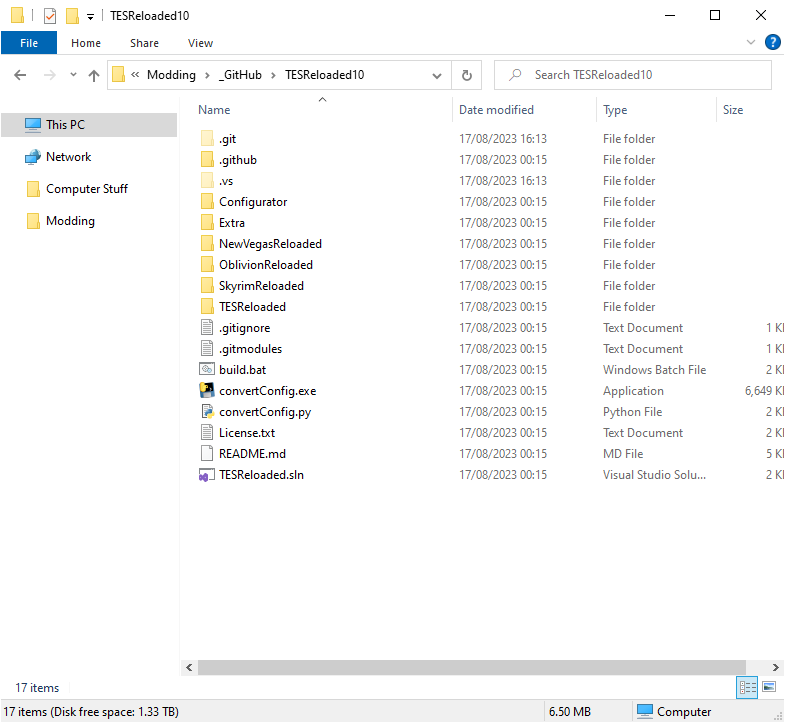 TESReloaded10
File Home Share View
Modding _GitHub TESReloaded10 Search TESReloaded10
This PC
Network
Computer Stuff
Modding
Name Date modified Type Size
.git 17/08/2023 16:13 File folder
.github 17/08/2023 00:15 File folder
.vs 17/08/2023 16:13 File folder
Configurator 17/08/2023 00:15 File folder
Extra 17/08/2023 00:15 File folder
NewVegasReloaded 17/08/2023 00:15 File folder
OblivionReloaded 17/08/2023 00:15 File folder
SkyrimReloaded 17/08/2023 00:15 File folder
TESReloaded 17/08/2023 00:15 File folder
.gitignore 17/08/2023 00:15 Text Document 1 K
.gitmodules 17/08/2023 00:15 Text Document 1 K
build.bat 17/08/2023 00:15 Windows Batch File 2 K
convertConfig.exe 17/08/2023 00:15 Application 6,649 K
convertConfig.py 17/08/2023 00:15 Python File 2 K
License.txt 17/08/2023 00:15 Text Document 2 K
README.md 17/08/2023 00:15 MD File 5 K
TESReloaded.sln 17/08/2023 00:15 Visual Studio Solu... 2 K
17 items
17 items (Disk free space: 1.33 TB) 6.50 MB Computer